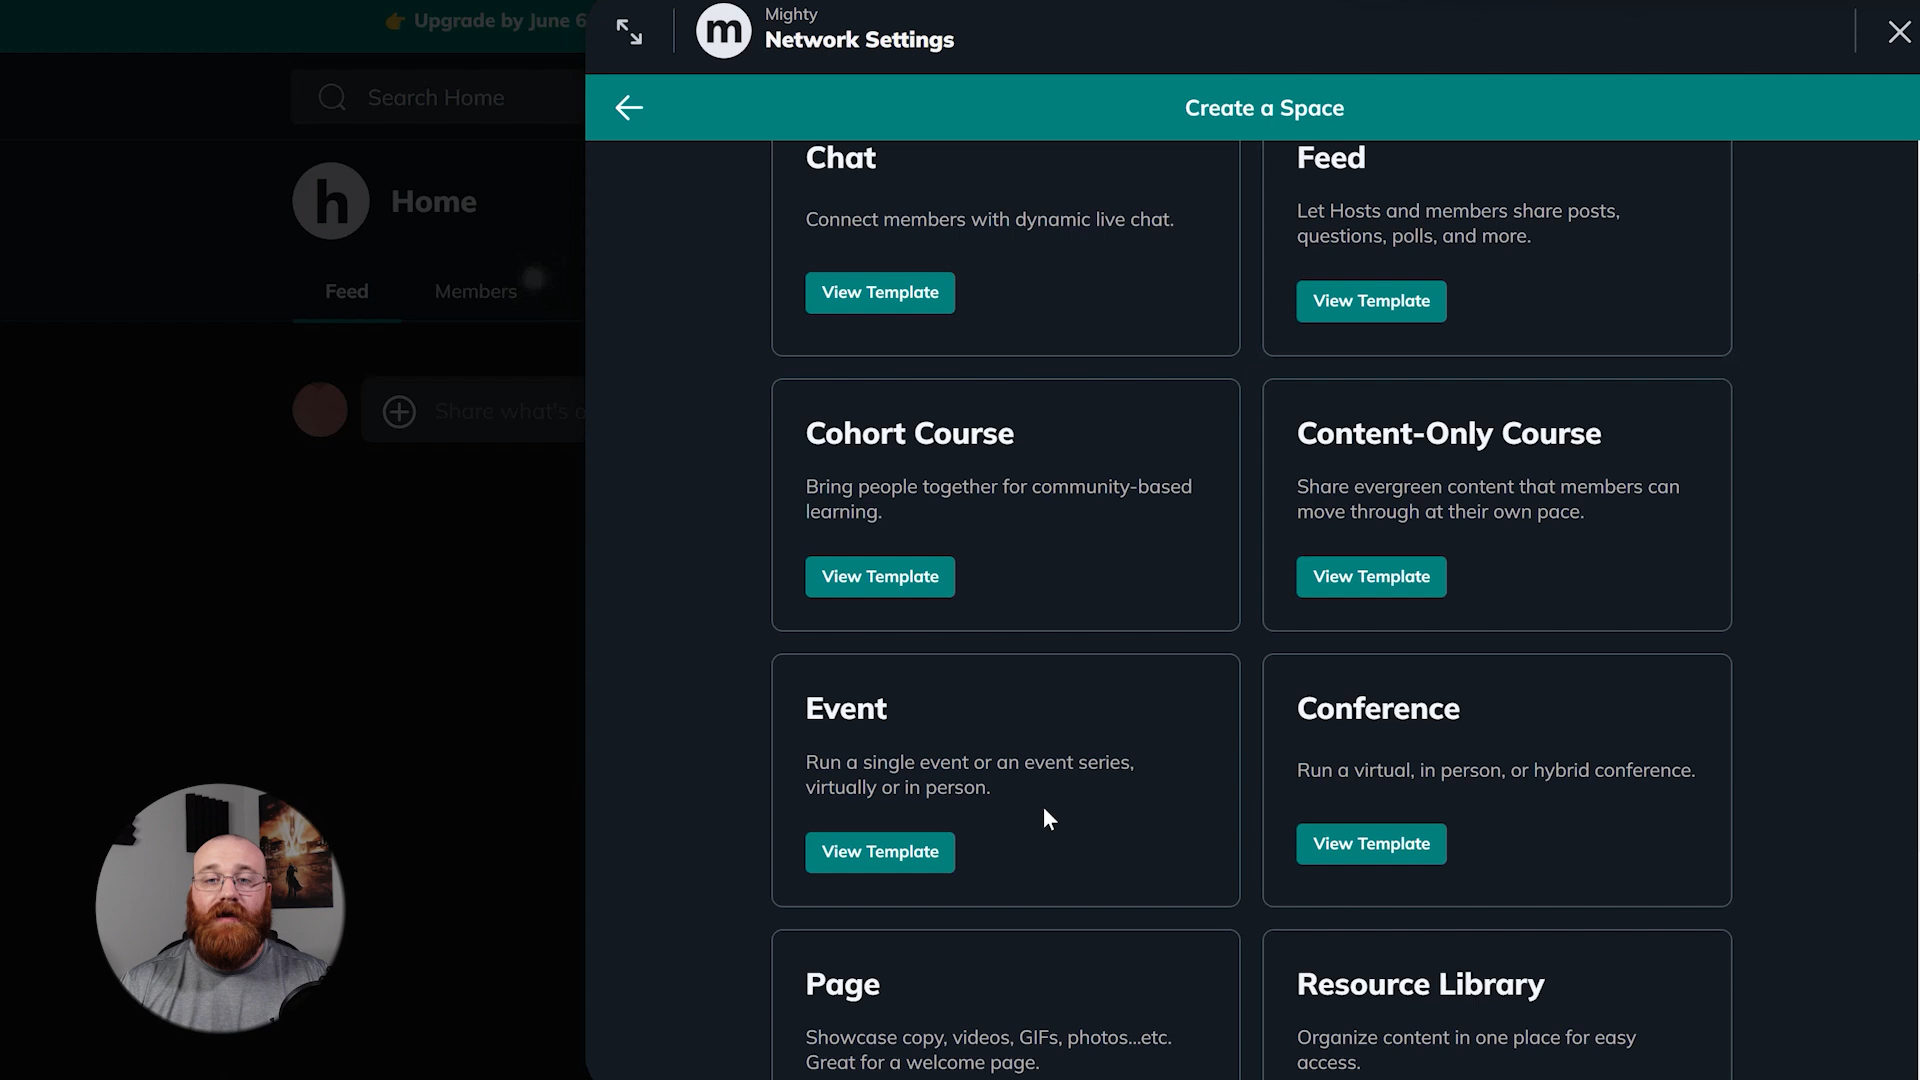 👉 Upgrade by June 6
Search Home
h
Home
Feed
Members
Share what's o
m
Mighty
Network Settings
Create a Space
Chat
Connect members with dynamic live chat.
View Template
Feed
Let Hosts and members share posts,
questions, polls, and more.
View Template
Cohort Course
Bring people together for community-based
learning.
View Template
Content-Only Course
Share evergreen content that members can
move through at their own pace.
View Template
Event
Run a single event or an event series,
virtually or in person.
View Template
Conference
Run a virtual, in person, or hybrid conference.
View Template
Page
Showcase copy, videos, GIFs, photos...etc.
Great for a welcome page.
Resource Library
Organize content in one place for easy
access.